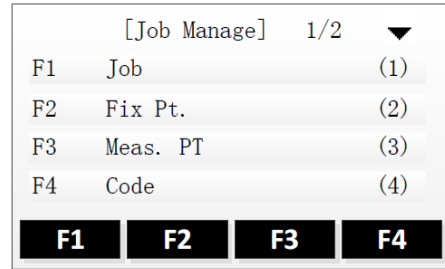 [Job Manage] 1/2
F1 Job (1)
F2 Fix Pt. (2)
F3 Meas. PT (3)
F4 Code (4)
F1 F2 F3 F4